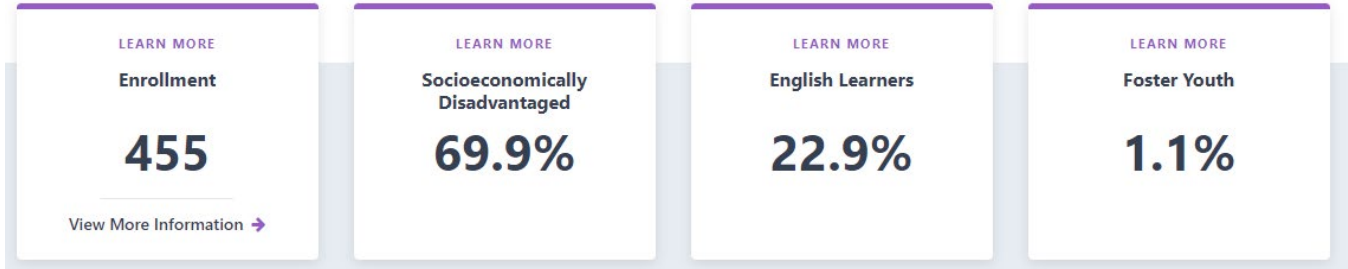 LEARN MORE
Enrollment
455
View More Information
LEARN MORE
Socioeconomically
Disadvantaged
69.9%
LEARN MORE
English Learners
22.9%
LEARN MORE
Foster Youth
1.1%